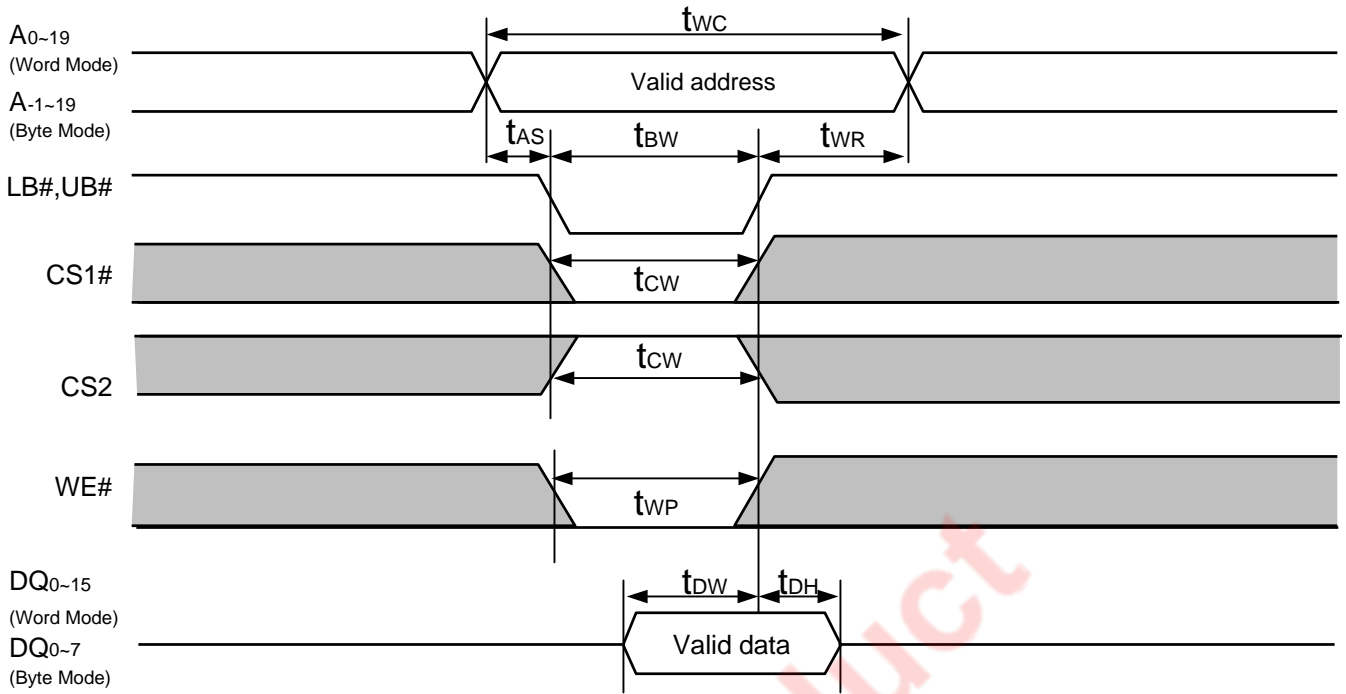 tWC
A0~19
(Word Mode)
Valid address
A-1~19
(Byte Mode)
tAS
tBW
tWR
LB#,UB#
CS1#
tCW
CS2
tCW
WE#
tWP
DQ0~15
(Word Mode)
tDW
tDH
DQ0~7
(Byte Mode)
Valid data